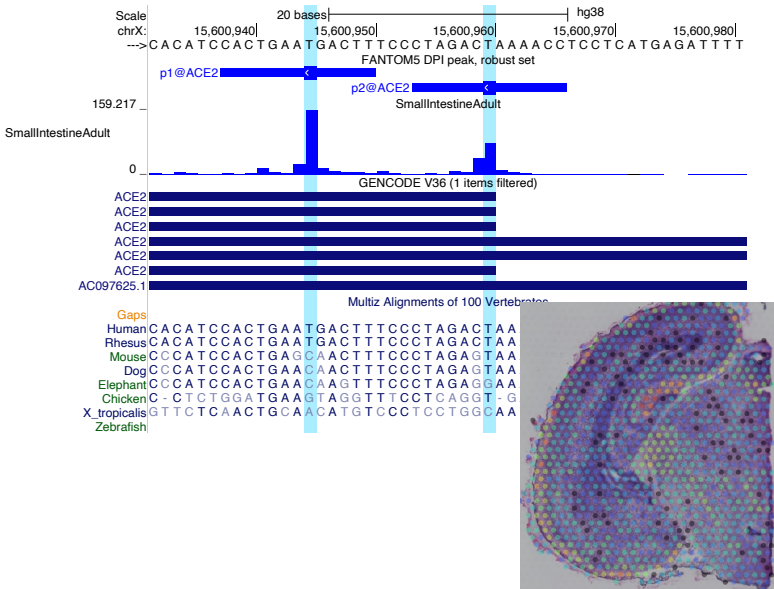 Scale 20 bases hg38
chrX: 15,600,940 15,600,950 15,600,960 15,600,970 15,600,980
---> C A C A T C C A C T G A A T G A C T T T C C C T A G A C T A A A A C C T C C T C A T G A G A T T T T
FANTOM5 DPI peak, robust set
p1@ACE2 <
p2@ACE2 <
159.217 _ SmallIntestineAdult
SmallIntestineAdult
0 _
GENCODE V36 (1 items filtered)
ACE2
ACE2
ACE2
ACE2
ACE2
ACE2
AC097625.1
Multiz Alignments of 100 Vertebrates
Gaps
Human C A C A T C C A C T G A A T G A C T T T C C C T A G A C T A A
Rhesus C A C A T C C A C T G A A T G A C T T T C C C T A G A C T A A
Mouse C C C A T C C A C T G A G C A A C T T T C C C T A G A G T A A
Dog C C C A T C C A C T G A A C A A C T T T C C C T A G A G T A A
Elephant C C C A T C C A C T G A A C A A G T T T C C C T A G A G G A A
Chicken C - C T C T G G A T G A A G T A G G T T T C C T C A G G T - G
X_tropicalis G T T C T C A A C T G C A A C A T G T C C C T C C T G G C A A
Zebrafish